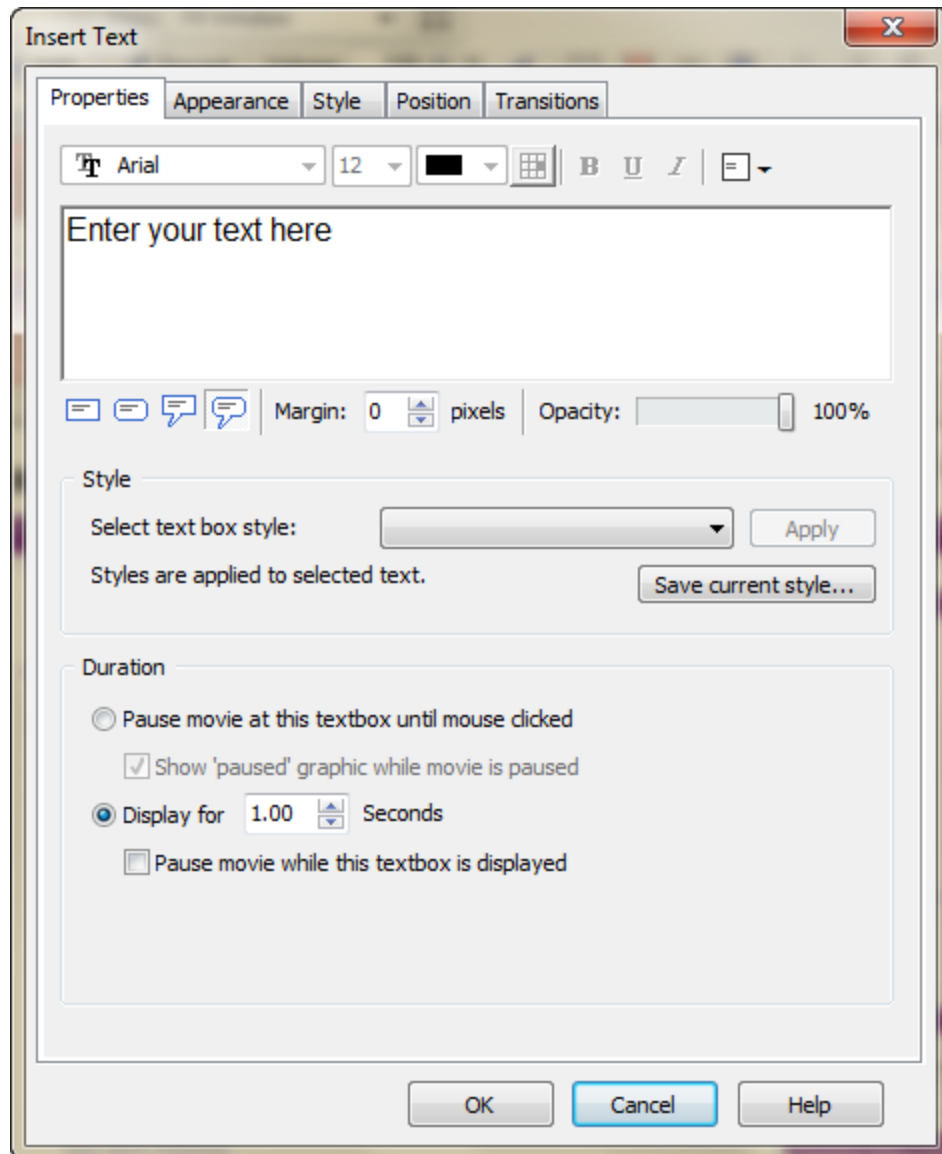 Insert Text
Properties Appearance Style Position Transitions
Arial 12 B U I
Enter your text here
Margin: 0 pixels Opacity: 100%
Style
Select text box style: Apply
Styles are applied to selected text. Save current style...
Duration
Pause movie at this textbox until mouse clicked
Show 'paused' graphic while movie is paused
Display for 1.00 Seconds
Pause movie while this textbox is displayed
OK Cancel Help